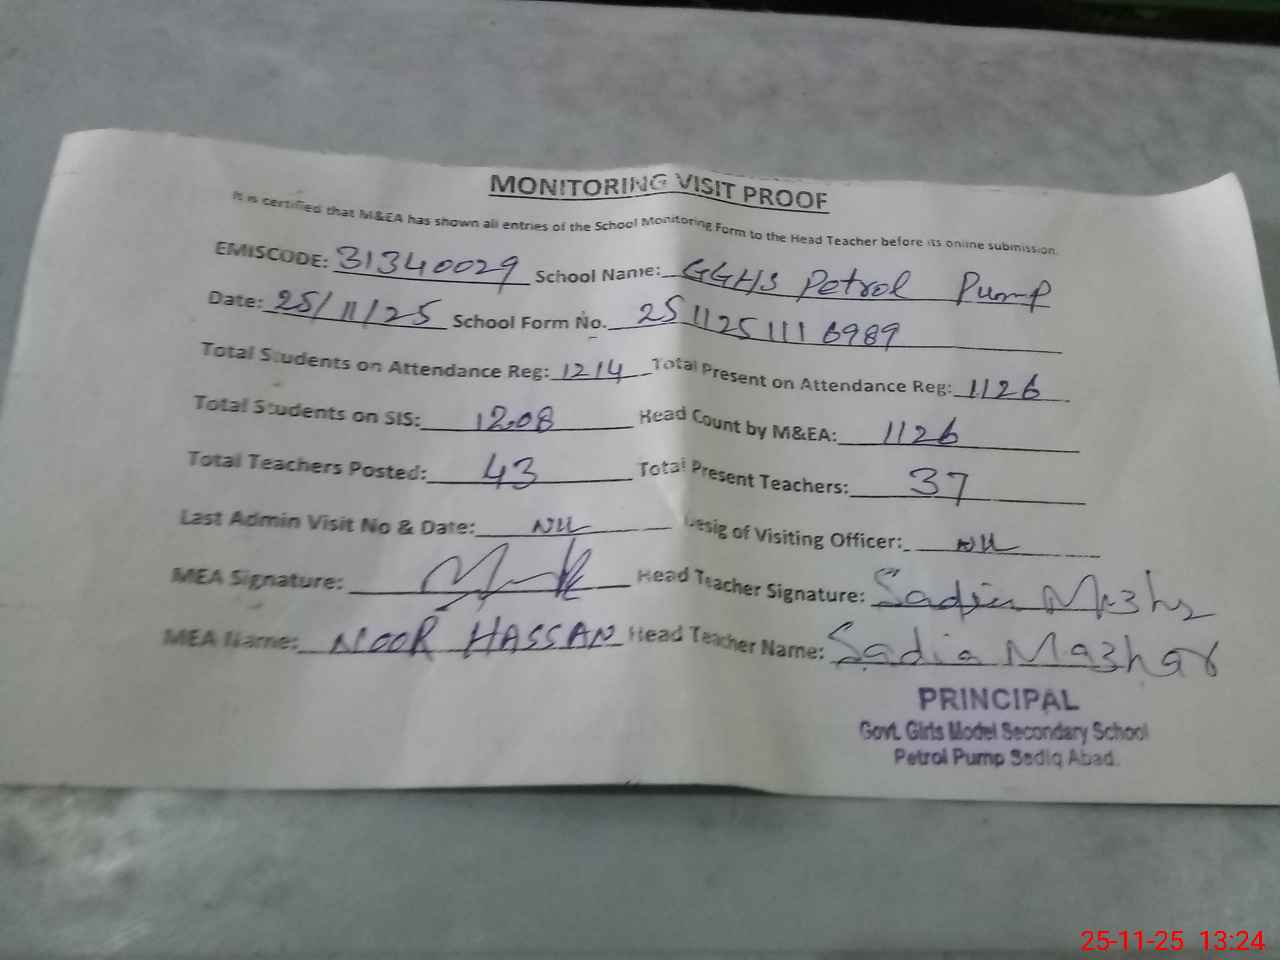 MONITORING VISIT PROOF
It is certified that M&EA has shown all entries of the School Monitoring Form to the Head Teacher before its online submission.
EMISCODE: 31340029 School Name: GGHS Petrol Pump
Date: 25/11/25 School Form No. 2511251116989
Total Students on Attendance Reg: 1214 Total Present on Attendance Reg: 1126
Total Students on SIS: 1208 Head Count by M&EA: 1126
Total Teachers Posted: 43 Total Present Teachers: 37
Last Admin Visit No & Date: Nil Desig of Visiting Officer: Nil
MEA Signature: Head Teacher Signature: Sadia Mazhar
MEA Name: NOOR HASSAN Head Teacher Name: Sadia Mazhar
PRINCIPAL
Govt. Girls Model Secondary School
Petrol Pump Sadiq Abad.
25-11-25 13:24